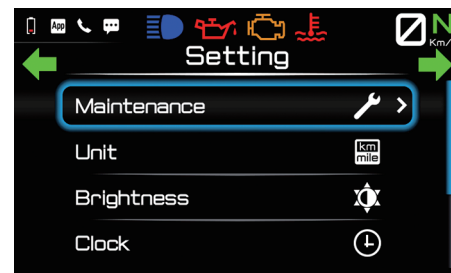 App N
Km/
Setting
Maintenance
Unit km
mile
Brightness
Clock